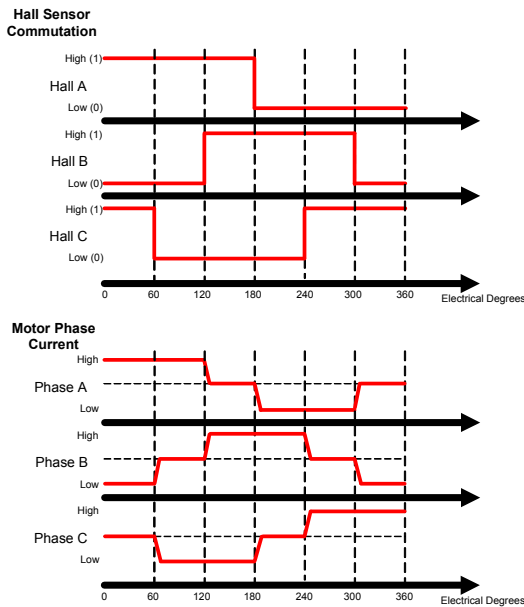 Hall Sensor
Commutation
High (1)
Hall A
Low (0)
High (1)
Hall B
Low (0)
High (1)
Hall C
Low (0)
0 60 120 180 240 300 360
Electrical Degrees
Motor Phase
Current
High
Phase A
Low
High
Phase B
Low
High
Phase C
Low
0 60 120 180 240 300 360
Electrical Degrees